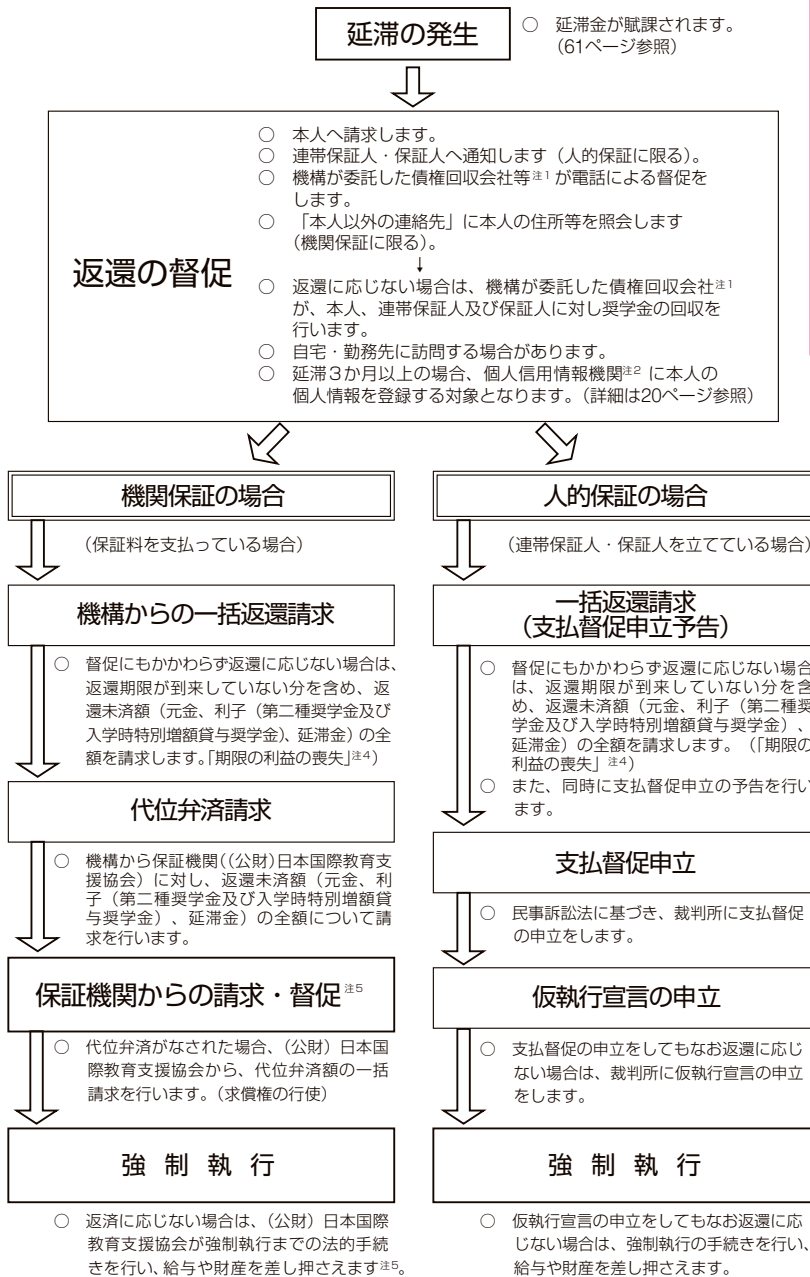 延滞の発生
○ 延滞金が賦課されます。
(61ページ参照)
返還の督促
○ 本人へ請求します。
○ 連帯保証人・保証人へ通知します（人的保証に限る）。
○ 機構が委託した債権回収会社等注1が電話による督促を
します。
○ 「本人以外の連絡先」に本人の住所等を照会します
(機関保証に限る)。
↓
○ 返還に応じない場合は、機構が委託した債権回収会社注1
が、本人、連帯保証人及び保証人に対し奨学金の回収を
行います。
○ 自宅・勤務先に訪問する場合があります。
○ 延滞３か月以上の場合、個人信用情報機関注2 に本人の
個人情報を登録する対象となります。（詳細は20ページ参照）
機関保証の場合
（保証料を支払っている場合）
機構からの一括返還請求
○ 督促にもかかわらず返還に応じない場合は、
返還期限が到来していない分を含め、返
還未済額（元金、利子（第二種奨学金及び
入学時特別増額貸与奨学金）、延滞金）の全
額を請求します。「期限の利益の喪失」注4）
代位弁済請求
○ 機構から保証機関((公財)日本国際教育支
援協会）に対し、返還未済額（元金、利
子（第二種奨学金及び入学時特別増額貸
与奨学金）、延滞金）の全額について請
求を行います。
保証機関からの請求・督促注5
○ 代位弁済がなされた場合、（公財）日本国
際教育支援協会から、代位弁済額の一括
請求を行います。（求償権の行使）
強制執行
○ 返済に応じない場合は、（公財）日本国際
教育支援協会が強制執行までの法的手続
きを行い、給与や財産を差し押さえます注5。
人的保証の場合
（連帯保証人・保証人を立てている場合）
一括返還請求
（支払督促申立予告）
○ 督促にもかかわらず返還に応じない場合
は、返還期限が到来していない分を含
め、返還未済額（元金、利子（第二種奨
学金及び入学時特別増額貸与奨学金）、
延滞金）の全額を請求します。（「期限の
利益の喪失」注4）
○ また、同時に支払督促申立の予告を行い
ます。
支払督促申立
○ 民事訴訟法に基づき、裁判所に支払督促
の申立をします。
仮執行宣言の申立
○ 支払督促の申立をしてもなお返還に応じ
ない場合は、裁判所に仮執行宣言の申立
をします。
強制執行
○ 仮執行宣言の申立をしてもなお返還に応
じない場合は、強制執行の手続きを行い、
給与や財産を差し押さえます。